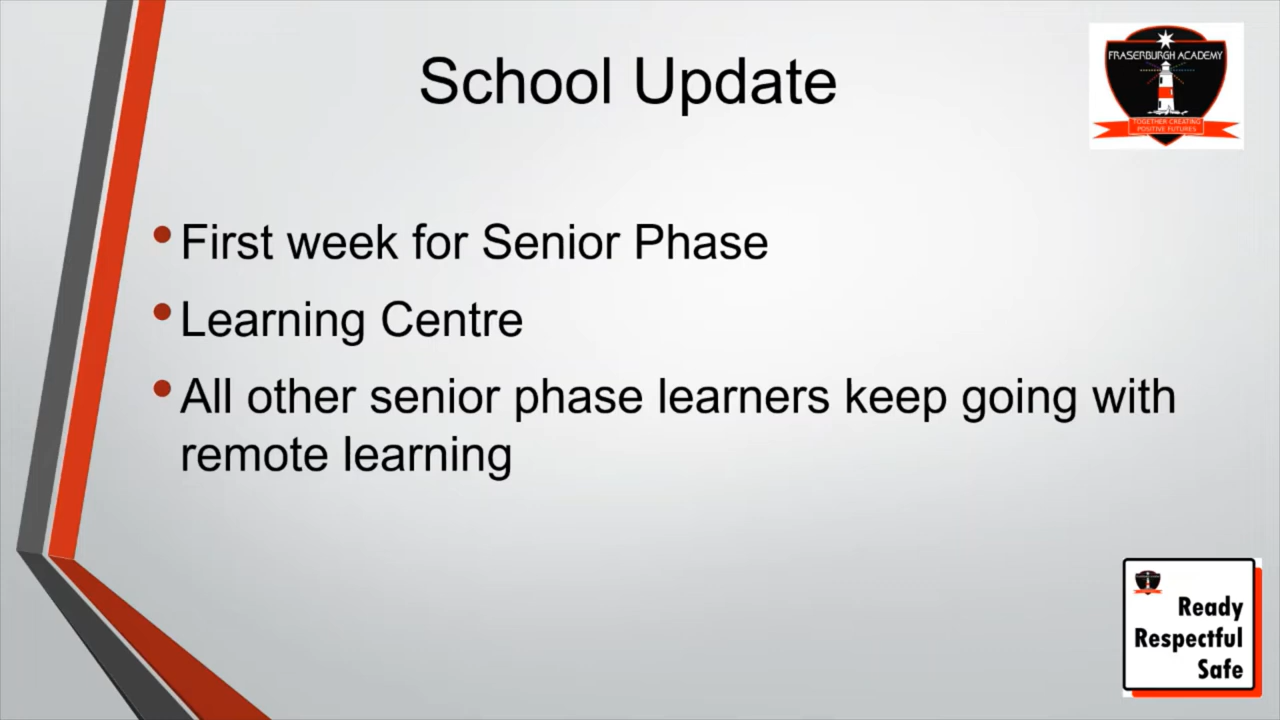 School Update
FRASERBURGH ACADEMY
TOGETHER CREATING
POSITIVE FUTURES
• First week for Senior Phase
• Learning Centre
• All other senior phase learners keep going with
remote learning
Ready
Respectful
Safe